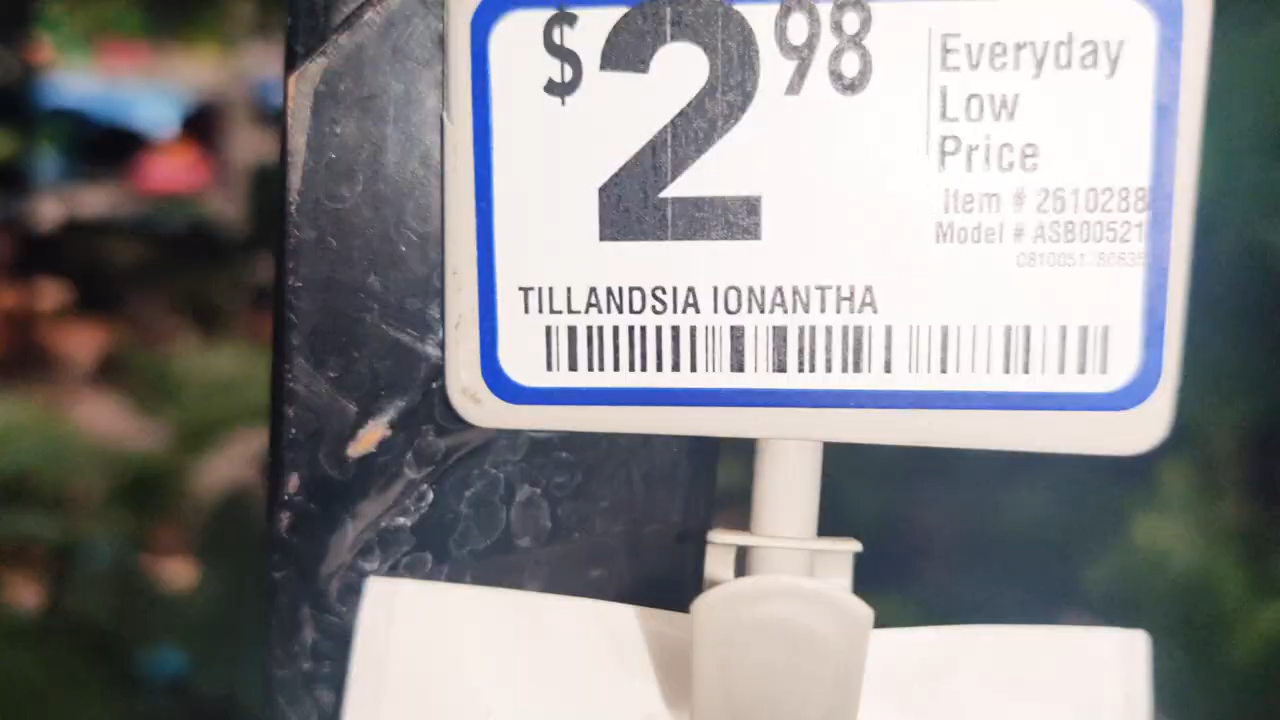 $2 98
Everyday
Low
Price
Item # 2610288
Model # ASB00521
TILLANDSIA IONANTHA